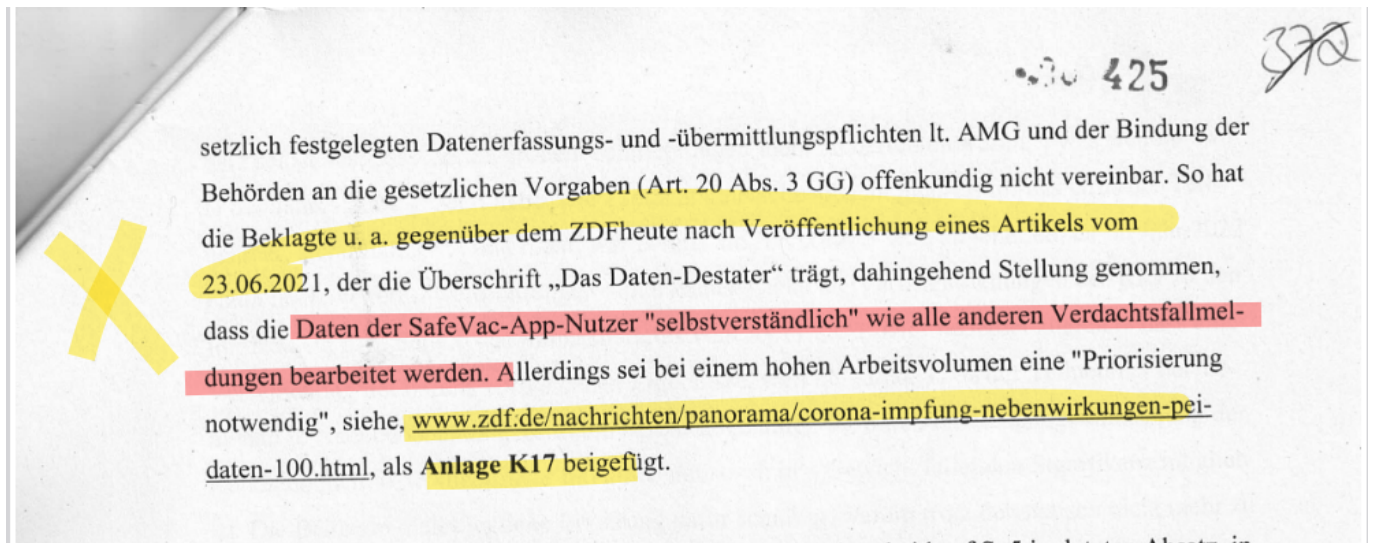 425
372
setzlich festgelegten Datenerfassungs- und -übermittlungspflichten lt. AMG und der Bindung der
Behörden an die gesetzlichen Vorgaben (Art. 20 Abs. 3 GG) offenkundig nicht vereinbar. So hat
die Beklagte u. a. gegenüber dem ZDFheute nach Veröffentlichung eines Artikels vom
23.06.2021, der die Überschrift „Das Daten-Destater“ trägt, dahingehend Stellung genommen,
dass die Daten der SafeVac-App-Nutzer "selbstverständlich" wie alle anderen Verdachtsfallmel-
dungen bearbeitet werden. Allerdings sei bei einem hohen Arbeitsvolumen eine "Priorisierung
notwendig", siehe, www.zdf.de/nachrichten/panorama/corona-impfung-nebenwirkungen-pei-
daten-100.html, als Anlage K17 beigefügt.